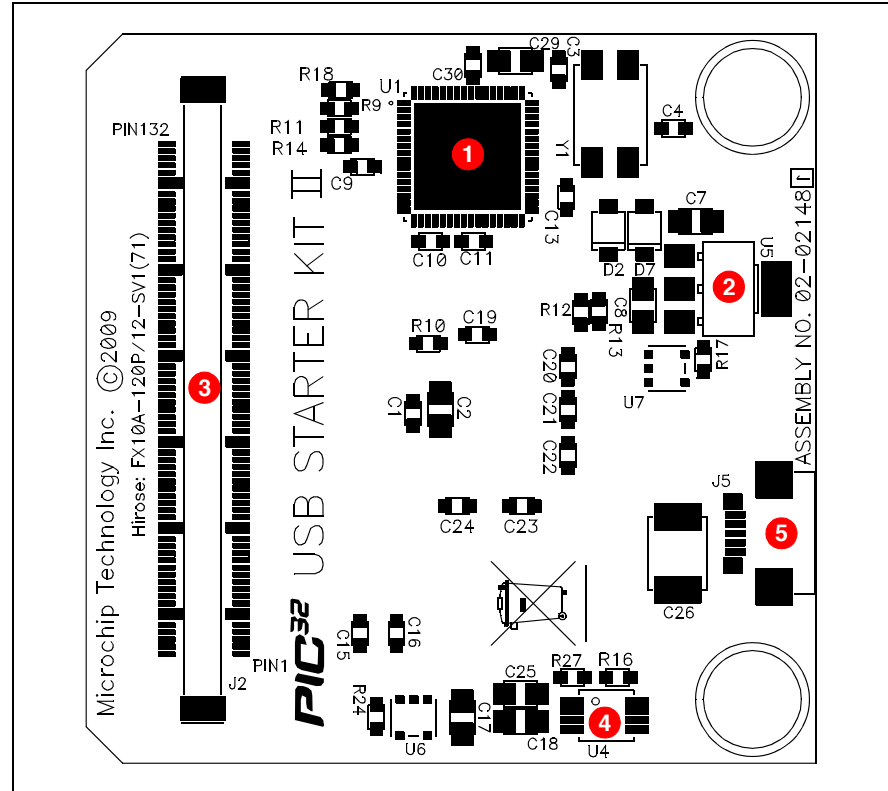 C29
C3
C30
R18
U1
R9
C4
PIN132
R11
R14
1
Y1
C9
J
C13
C7
U5
D2
D7
C10
C11
2
R12
C8
R13
R17
R10
C19
C20
U7
3
C1
C2
C21
C22
ASSEMBLY NO. 02-02148
Microchip Technology Inc. ©2009
Hirose: FX10A-120P/12-SV1(71)
USB STARTER KIT II
PIC32
J5
5
C24
C23
C26
C15
C16
PIN1
J2
R27
R16
C25
R24
C17
4
C18
U6
U4